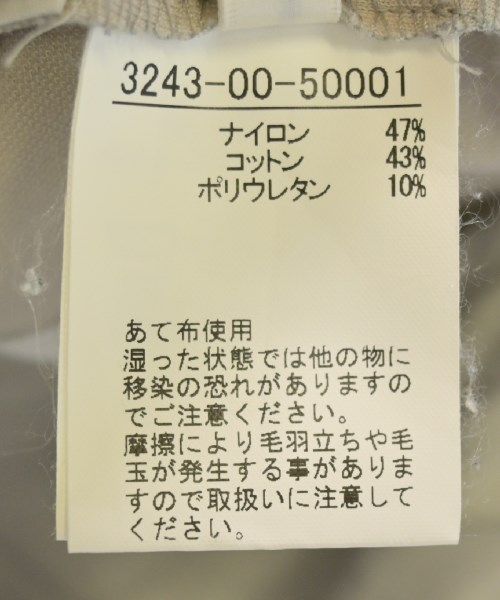 3243-00-50001
ナイロン 47%
コットン 43%
ポリウレタン 10%
あて布使用
湿った状態では他の物に
移染の恐れがありますの
でご注意ください。
摩擦により毛羽立ちや毛
玉が発生する事がありま
すので取扱いに注意して
ください。